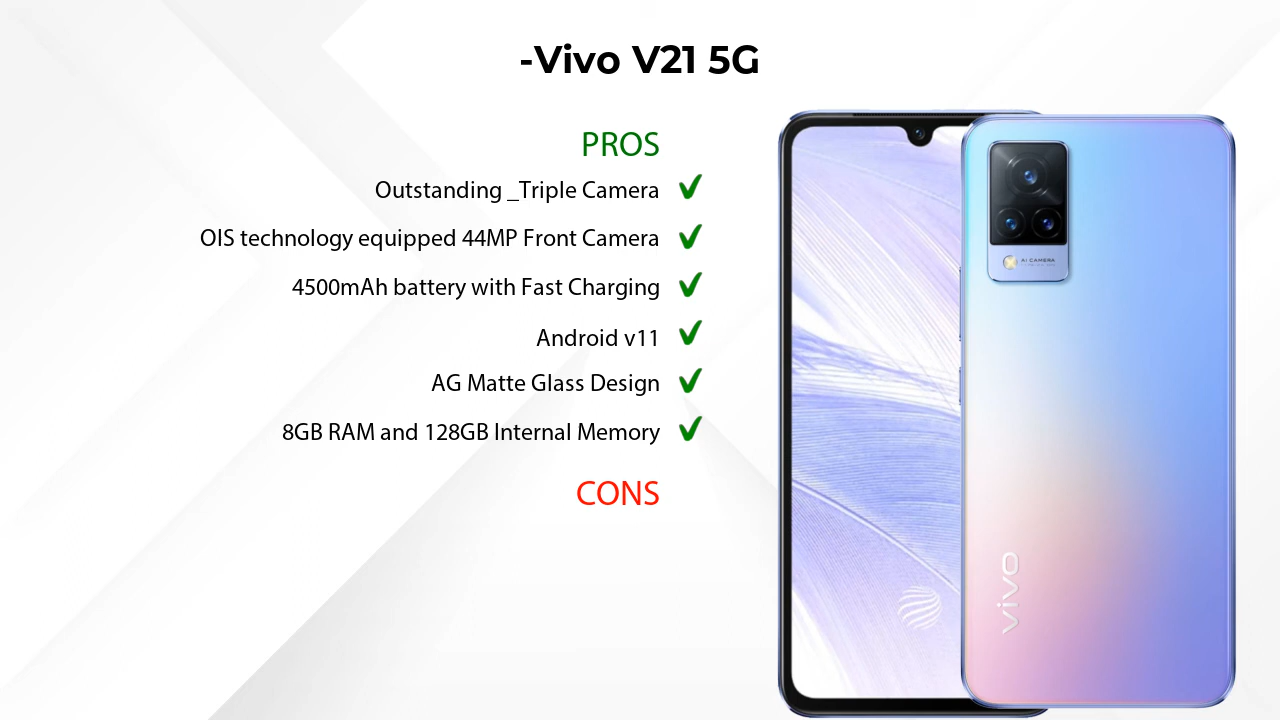 -Vivo V21 5G
PROS
Outstanding _Triple Camera
OIS technology equipped 44MP Front Camera
4500mAh battery with Fast Charging
Android v11
AG Matte Glass Design
8GB RAM and 128GB Internal Memory
CONS
AI CAMERA
vivo